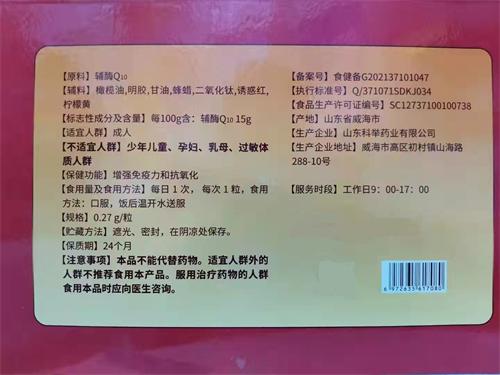 【原料】辅酶Q10
【辅料】橄榄油,明胶,甘油,蜂蜡,二氧化钛,诱惑红,
柠檬黄
【标志性成分及含量】每100g含：辅酶Q10 15g
【适宜人群】成人
【不适宜人群】少年儿童、孕妇、乳母、过敏体
质人群
【保健功能】增强免疫力和抗氧化
【食用量及食用方法】每日1次，每次1粒，食用
方法：口服，饭后温开水送服
【规格】0.27 g/粒
【贮藏方法】遮光、密封，在阴凉处保存。
【保质期】24个月
【注意事项】本品不能代替药物。适宜人群外的
人群不推荐食用本产品。服用治疗药物的人群
食用本品时应向医生咨询。
【备案号】食健备G202137101047
【执行标准号】Q/371071SDKJ034
【食品生产许可证编号】SC12737100100738
【产地】山东省威海市
【生产企业】山东科举药业有限公司
【生产企业地址】威海市高区初村镇山海路
288-10号
【服务时段】工作日9：00-17：00
6 972635 617080